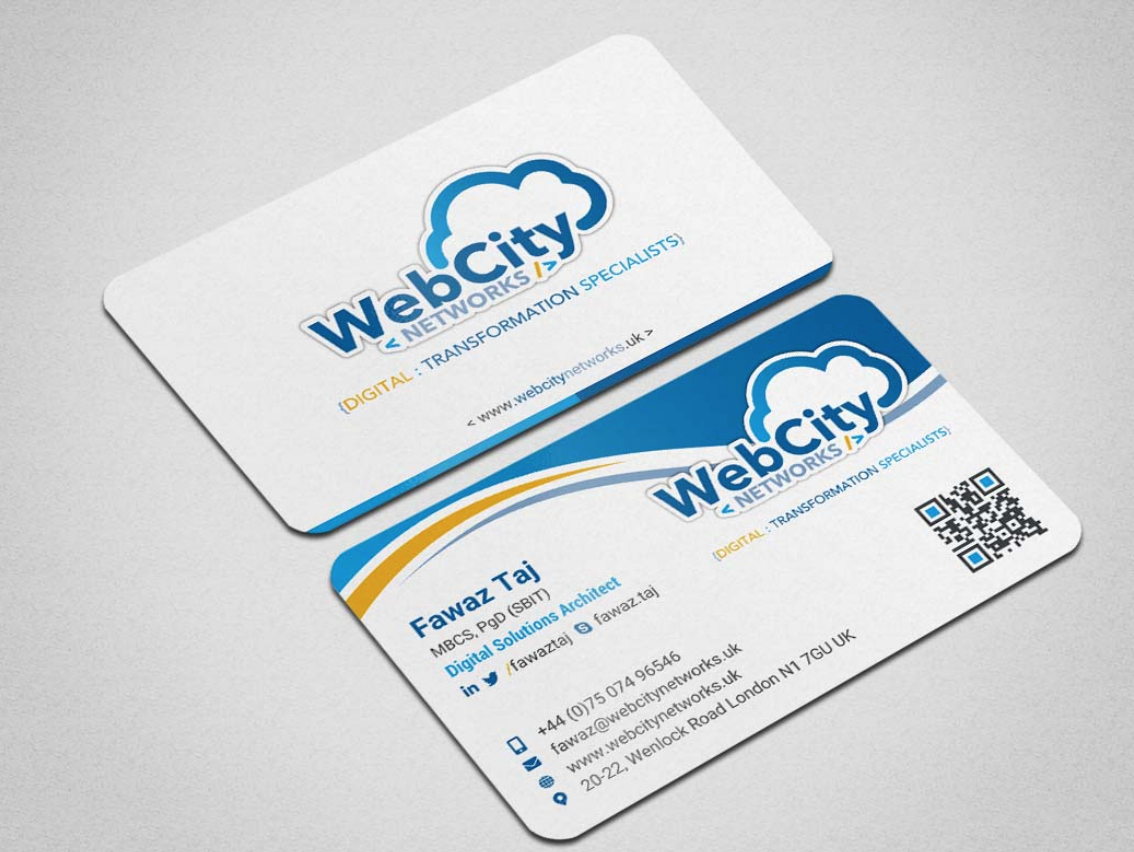 WebCity
< NETWORKS />
{DIGITAL : TRANSFORMATION SPECIALISTS}
< www.webcitynetworks.uk >
WebCity
< NETWORKS />
{DIGITAL : TRANSFORMATION SPECIALISTS}
Fawaz Taj
MBCS, PgD (SBIT)
Digital Solutions Architect
in /fawaztaj fawaz.taj
+44 (0)75 074 96546
fawaz@webcitynetworks.uk
www.webcitynetworks.uk
20-22, Wenlock Road London N1 7GU UK